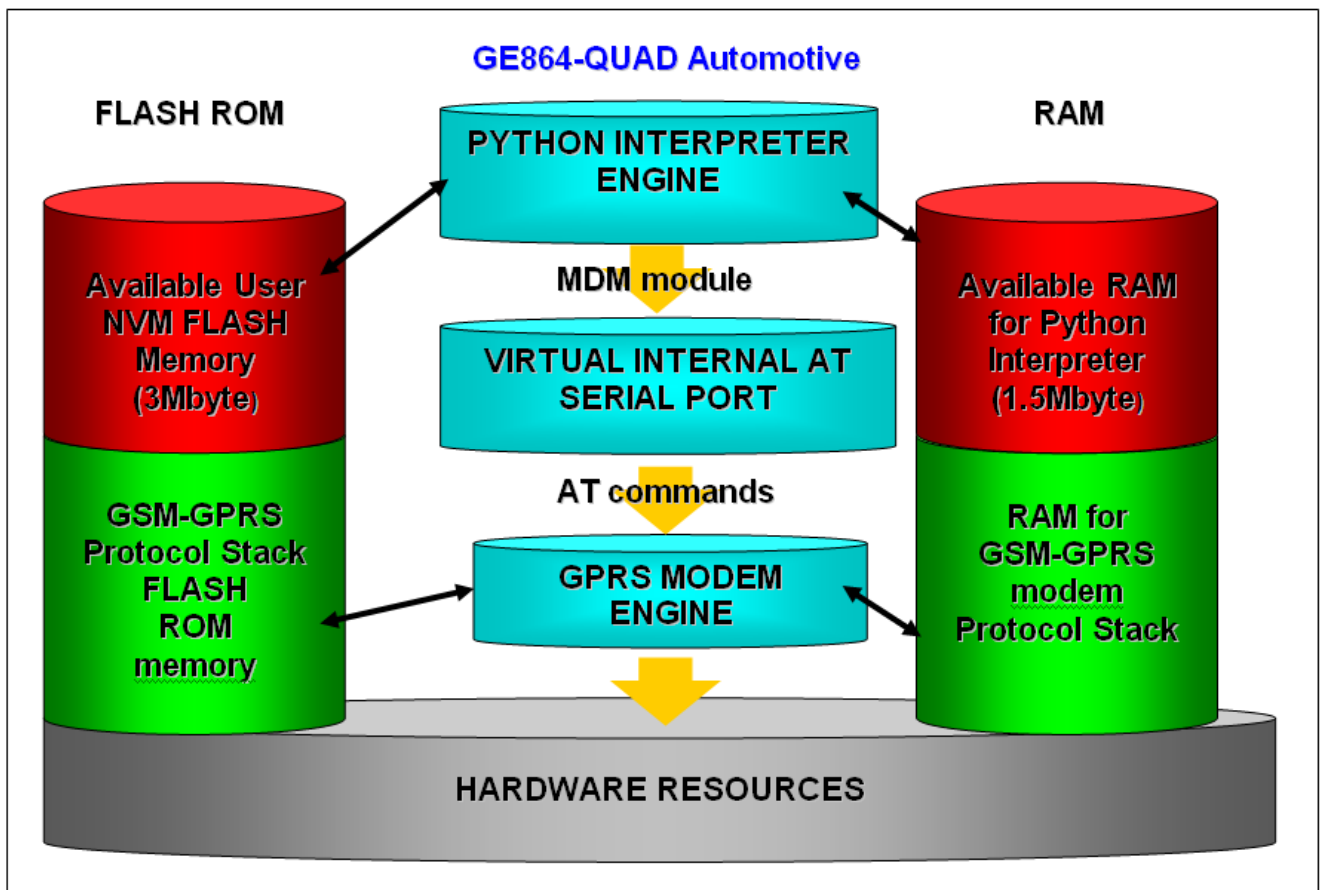 GE864-QUAD Automotive
FLASH ROM
RAM
PYTHON INTERPRETER
ENGINE
MDM module
Available User
NVM FLASH
Memory
(3Mbyte)
Available RAM
for Python
Interpreter
(1.5Mbyte)
VIRTUAL INTERNAL AT
SERIAL PORT
AT commands
GSM-GPRS
Protocol Stack
FLASH
ROM
memory
GPRS MODEM
ENGINE
RAM for
GSM-GPRS
modem
Protocol Stack
HARDWARE RESOURCES